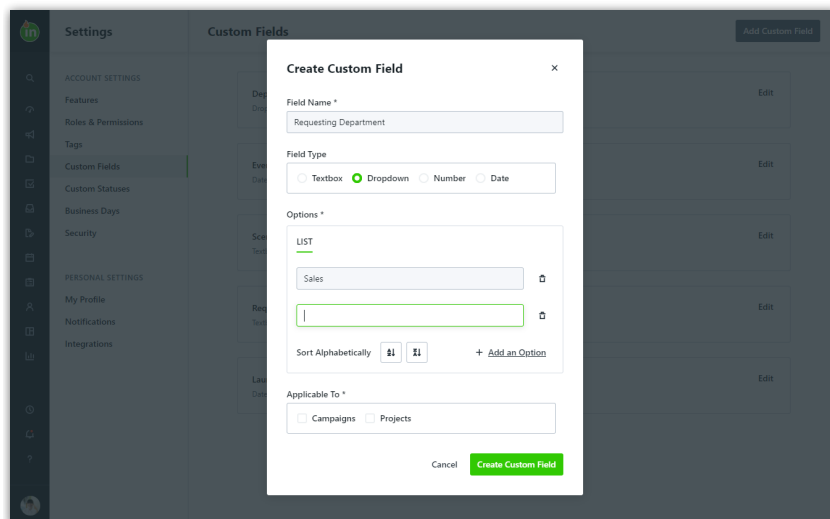 in
Settings
Custom Fields
Add Custom Field
ACCOUNT SETTINGS
Features
Roles & Permissions
Tags
Custom Fields
Custom Statuses
Business Days
Security
PERSONAL SETTINGS
My Profile
Notifications
Integrations
Edit
Edit
Edit
Edit
Create Custom Field
Field Name *
Requesting Department
Field Type
Textbox Dropdown Number Date
Options *
LIST
Sales
Sort Alphabetically
+ Add an Option
Applicable To *
Campaigns Projects
Cancel Create Custom Field